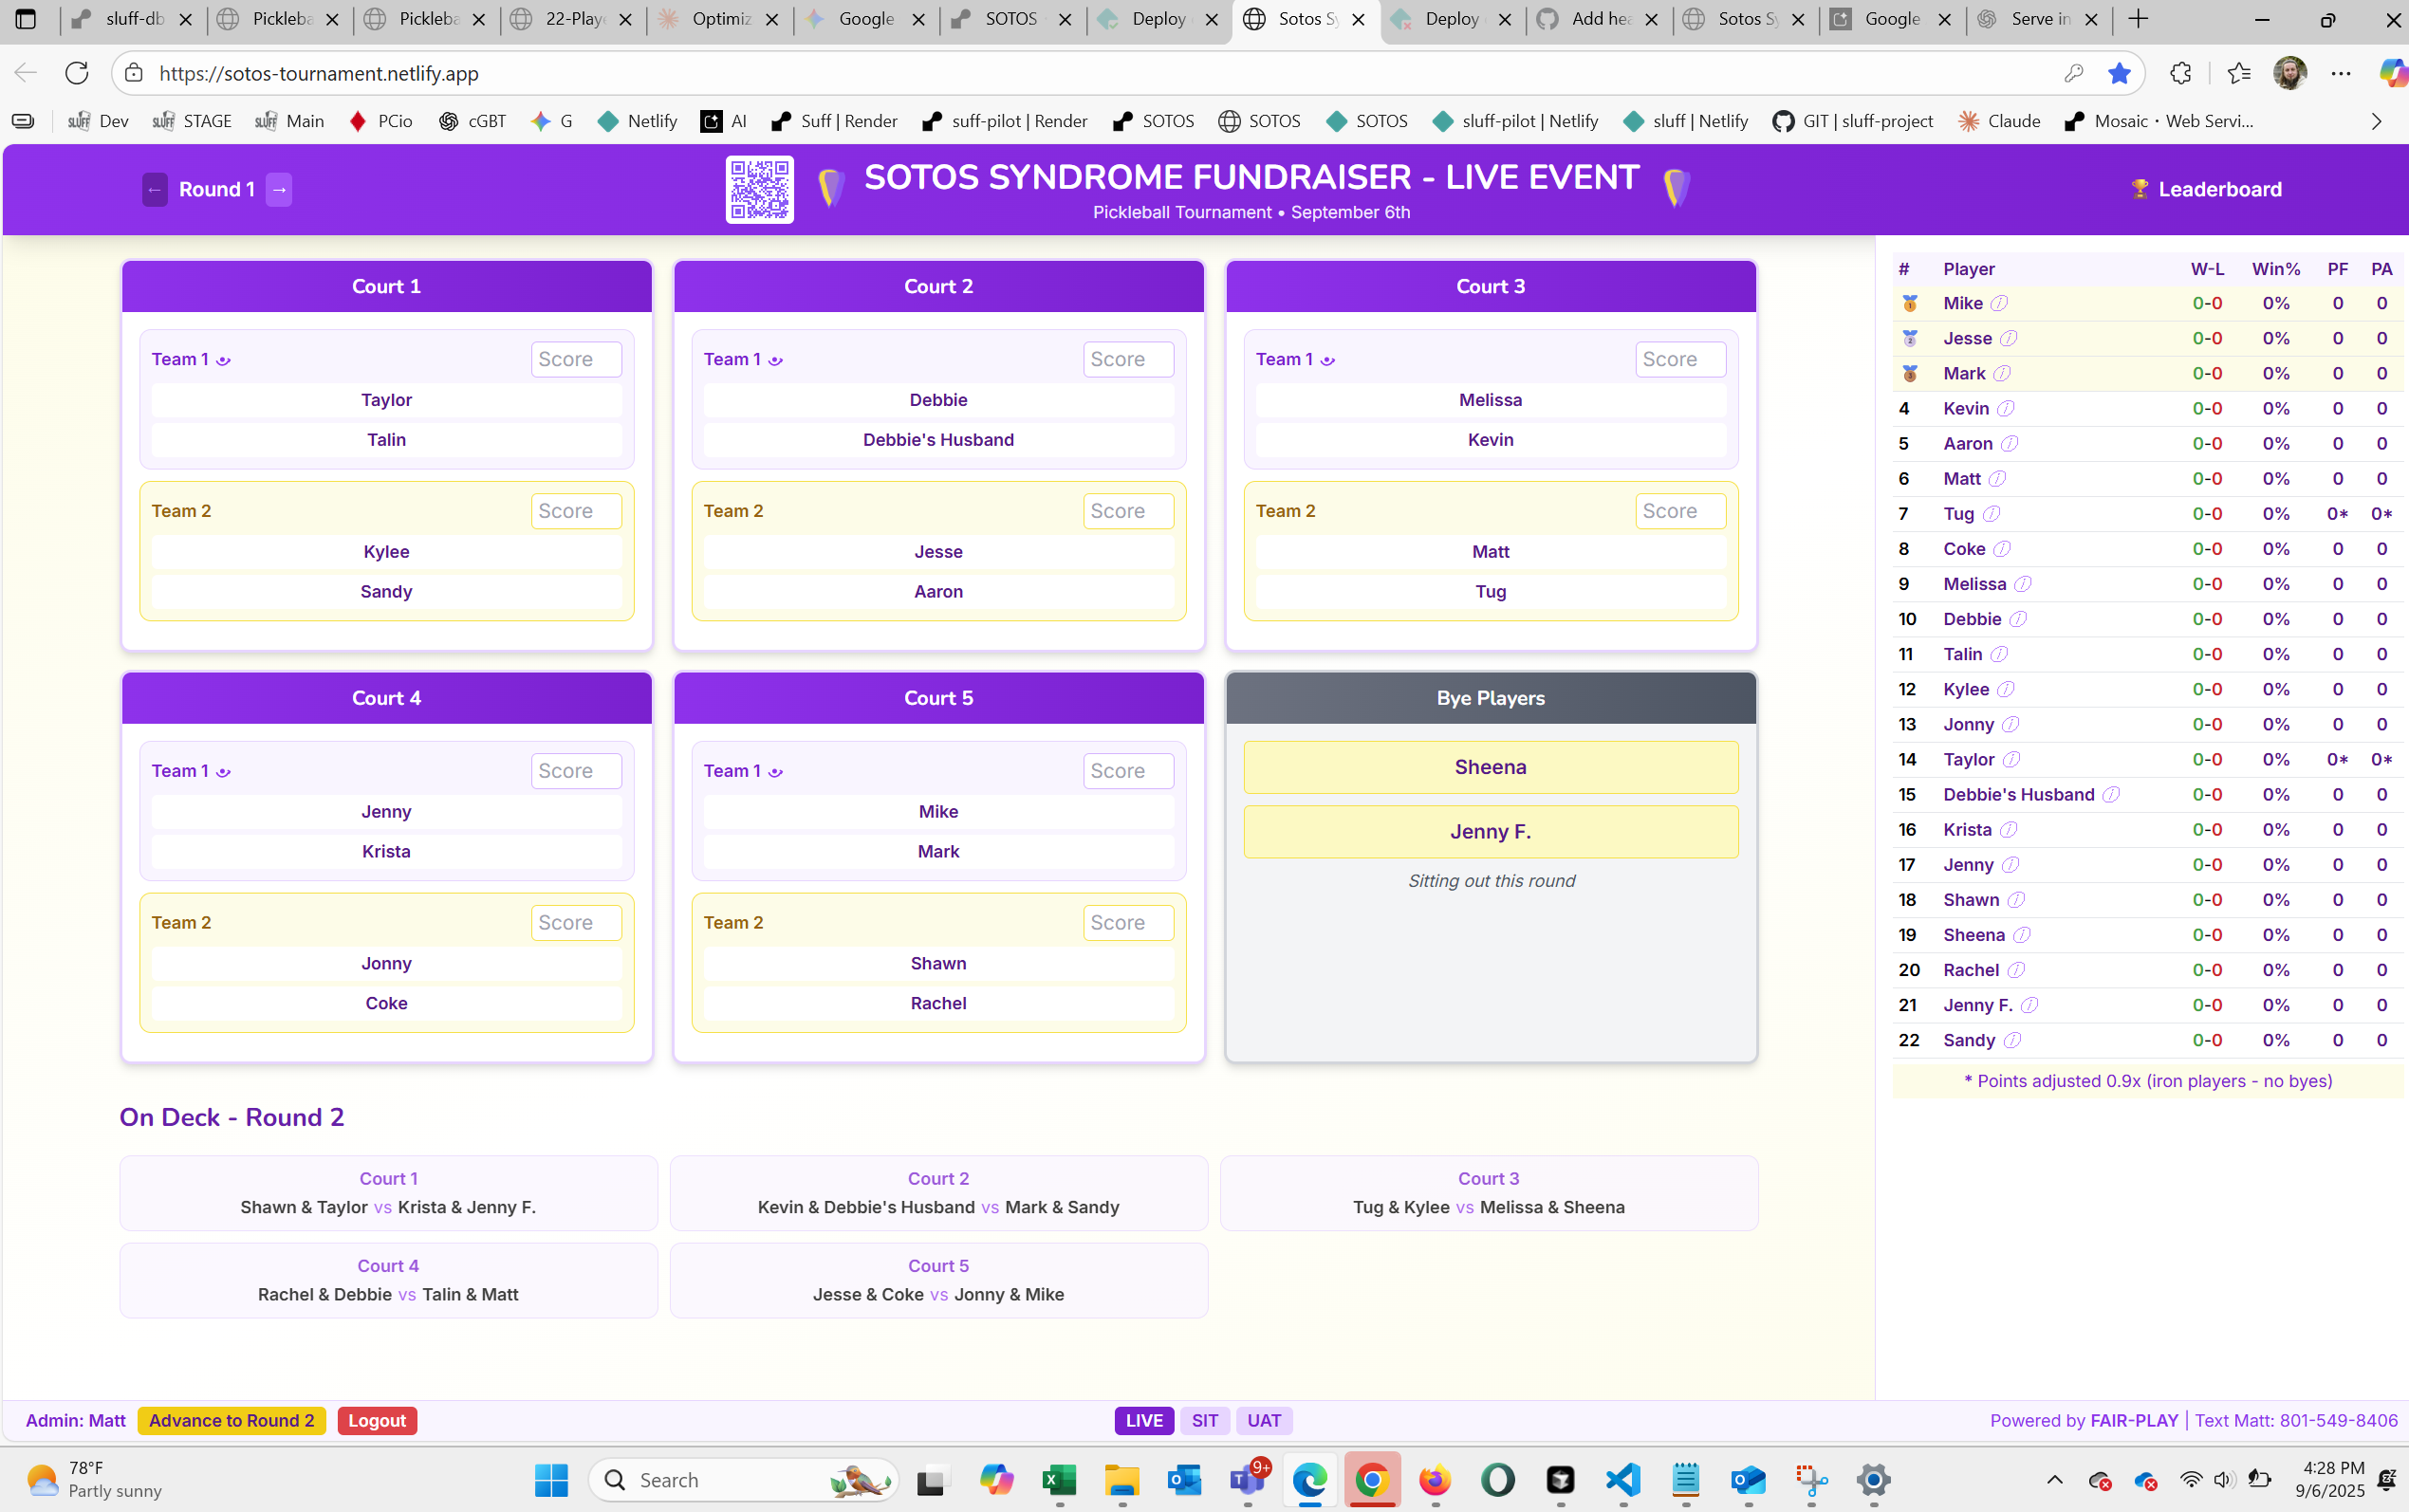 sluff-db
Pickleba
Pickleba
22-Playe
Optimiz
Google
SOTOS
Deploy
Sotos Sy
Deploy
Add hea
Sotos Sy
Google
Serve in
https://sotos-tournament.netlify.app
Dev STAGE Main PCio cGBT G Netlify AI Suff | Render suf-pilot | Render SOTOS SOTOS SOTOS sluff-pilot | Netlify sluff | Netlify GIT | sluff-project Claude Mosaic · Web Servi...
← Round 1 →
SOTOS SYNDROME FUNDRAISER - LIVE EVENT
Pickleball Tournament • September 6th
🏆 Leaderboard
Court 1
Team 1 Score
Taylor
Talin
Team 2 Score
Kylee
Sandy
Court 2
Team 1 Score
Debbie
Debbie's Husband
Team 2 Score
Jesse
Aaron
Court 3
Team 1 Score
Melissa
Kevin
Team 2 Score
Matt
Tug
Court 4
Team 1 Score
Jenny
Krista
Team 2 Score
Jonny
Coke
Court 5
Team 1 Score
Mike
Mark
Team 2 Score
Shawn
Rachel
Bye Players
Sheena
Jenny F.
Sitting out this round
On Deck - Round 2
Court 1
Shawn & Taylor vs Krista & Jenny F.
Court 2
Kevin & Debbie's Husband vs Mark & Sandy
Court 3
Tug & Kylee vs Melissa & Sheena
Court 4
Rachel & Debbie vs Talin & Matt
Court 5
Jesse & Coke vs Jonny & Mike
# Player W-L Win% PF PA
🥇 Mike 0-0 0% 0 0
🥈 Jesse 0-0 0% 0 0
🥉 Mark 0-0 0% 0 0
4 Kevin 0-0 0% 0 0
5 Aaron 0-0 0% 0 0
6 Matt 0-0 0% 0 0
7 Tug 0-0 0% 0* 0*
8 Coke 0-0 0% 0 0
9 Melissa 0-0 0% 0 0
10 Debbie 0-0 0% 0 0
11 Talin 0-0 0% 0 0
12 Kylee 0-0 0% 0 0
13 Jonny 0-0 0% 0 0
14 Taylor 0-0 0% 0* 0*
15 Debbie's Husband 0-0 0% 0 0
16 Krista 0-0 0% 0 0
17 Jenny 0-0 0% 0 0
18 Shawn 0-0 0% 0 0
19 Sheena 0-0 0% 0 0
20 Rachel 0-0 0% 0 0
21 Jenny F. 0-0 0% 0 0
22 Sandy 0-0 0% 0 0
* Points adjusted 0.9x (iron players - no byes)
Admin: Matt Advance to Round 2 Logout
LIVE SIT UAT
Powered by FAIR-PLAY | Text Matt: 801-549-8406
78°F
Partly sunny
Search
9+
4:28 PM
9/6/2025